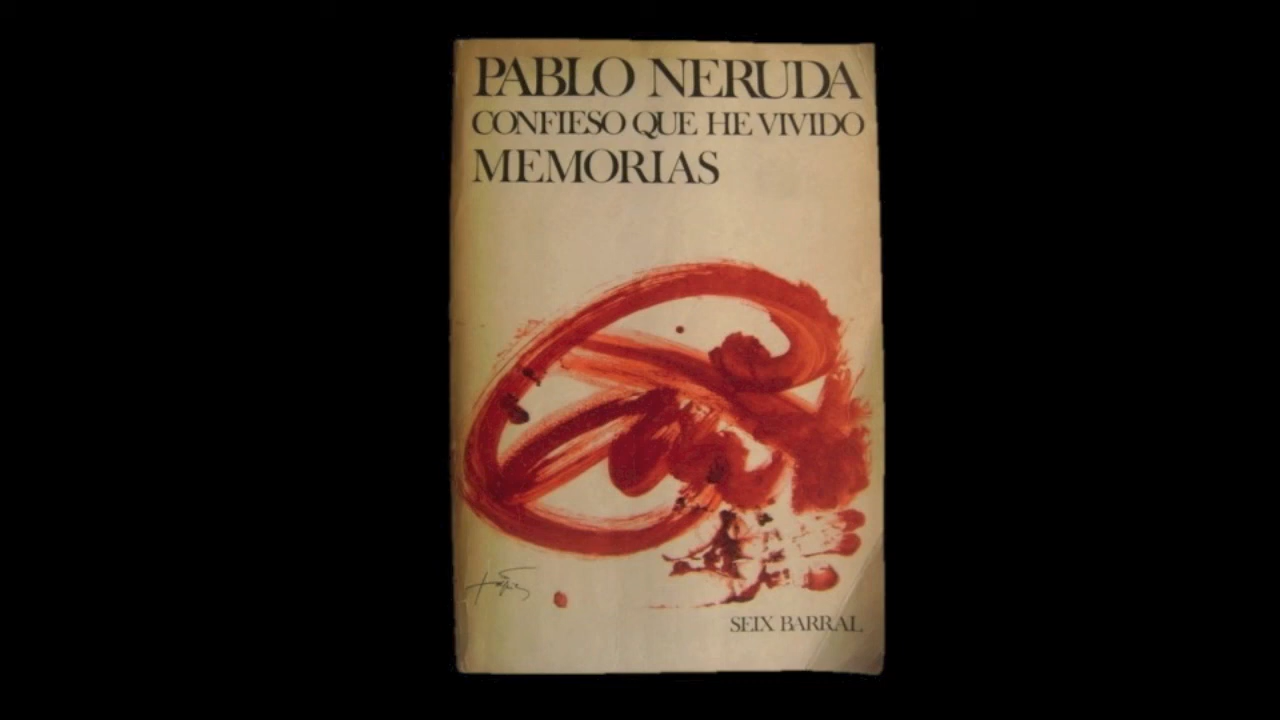 PABLO NERUDA
CONFIESO QUE HE VIVIDO
MEMORIAS
SEIX BARRAL